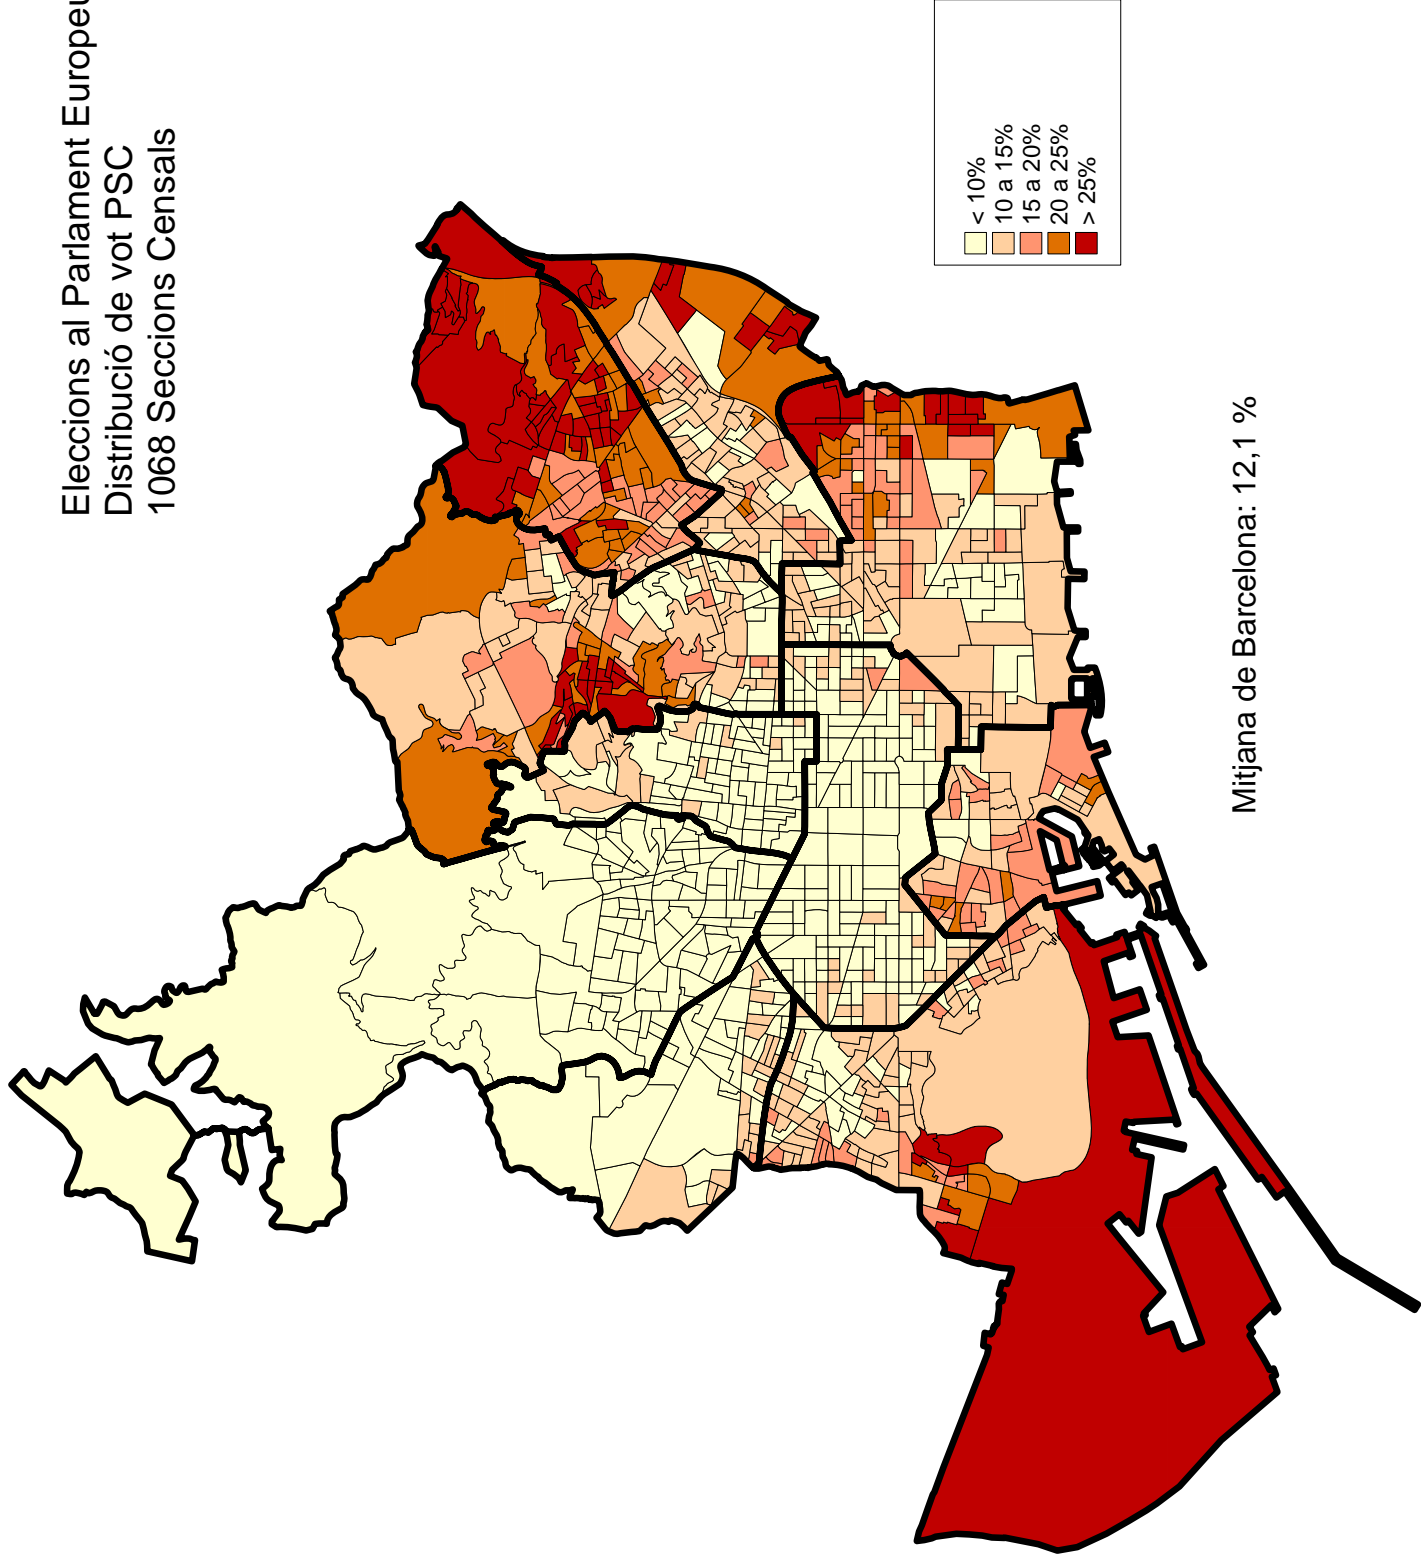 Eleccions al Parlament Europeu
Distribució de vot PSC
1068 Seccions Censals
< 10%
10 a 15%
15 a 20%
20 a 25%
> 25%
Mitjana de Barcelona: 12,1 %